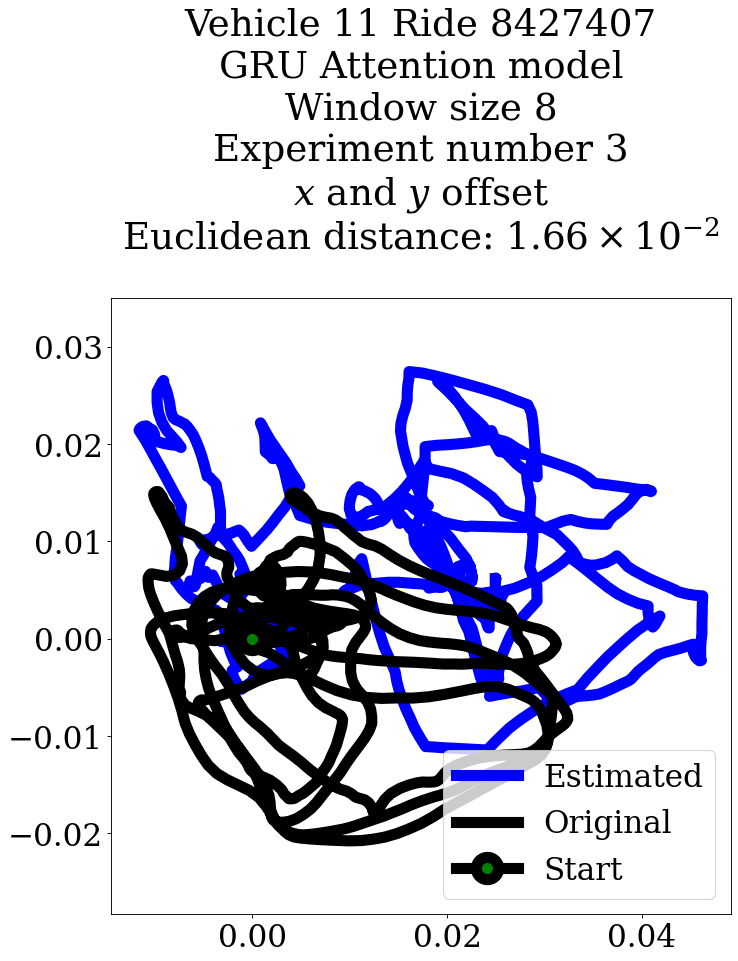 Vehicle 11 Ride 8427407
GRU Attention model
Window size 8
Experiment number 3
x and y offset
Euclidean distance: 1.66 × 10⁻²
0.03
0.02
0.01
0.00
−0.01
−0.02
Estimated
Original
Start
0.00 0.02 0.04